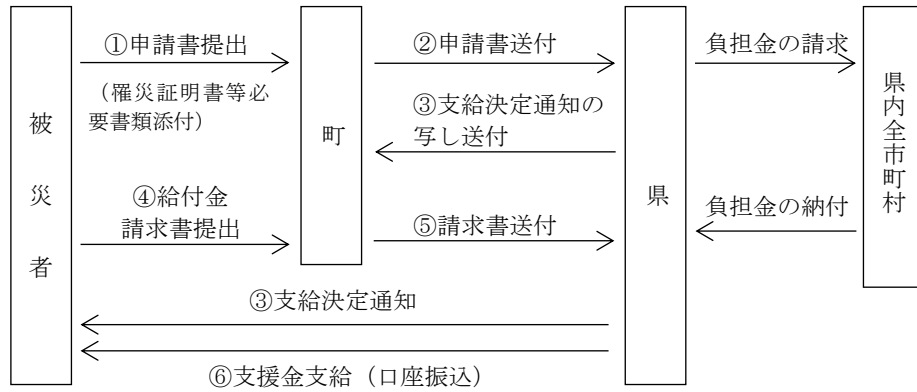 ①申請書提出
（罹災証明書等必
要書類添付）
②申請書送付
負担金の請求
③支給決定通知の
写し送付
被災者
町
県
県内全市町村
④給付金
請求書提出
⑤請求書送付
負担金の納付
③支給決定通知
⑥支援金支給（口座振込）